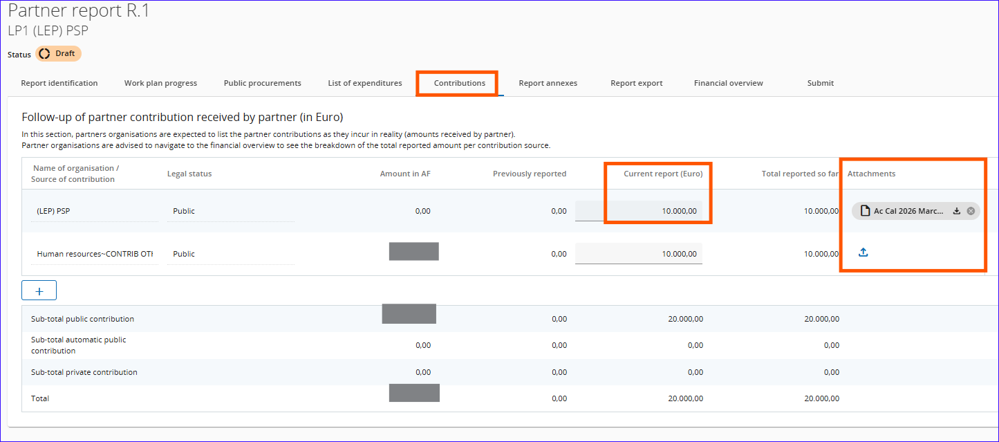 Partner report R.1
LP1 (LEP) PSP
Status Draft
Report identification Work plan progress Public procurements List of expenditures Contributions Report annexes Report export Financial overview Submit
Follow-up of partner contribution received by partner (in Euro)
In this section, partners organisations are expected to list the partner contributions as they incur in reality (amounts received by partner).
Partner organisations are advised to navigate to the financial overview to see the breakdown of the total reported amount per contribution source.
Name of organisation /
Source of contribution Legal status Amount in AF Previously reported Current report (Euro) Total reported so far Attachments
(LEP) PSP Public 0,00 0,00 10.000,00 10.000,00 Ac Cal 2026 Marc...
Human resources~CONTRIB OTH Public 0,00 10.000,00 10.000,00
+
Sub-total public contribution 0,00 20.000,00 20.000,00
Sub-total automatic public
contribution 0,00 0,00 0,00 0,00
Sub-total private contribution 0,00 0,00 0,00 0,00
Total 0,00 20.000,00 20.000,00